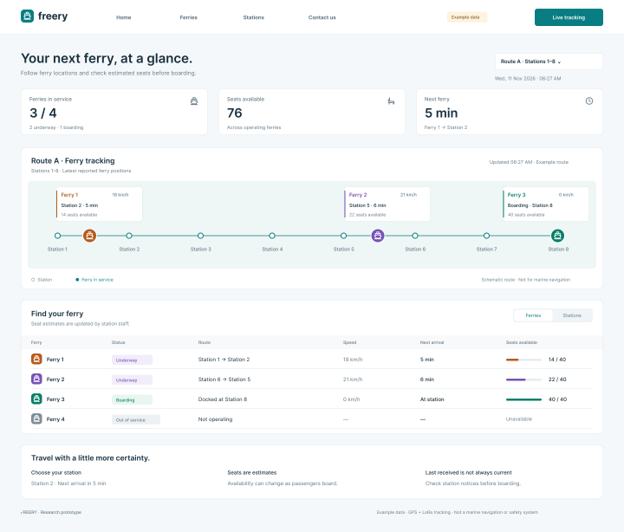 freery
Home
Ferries
Stations
Contact us
Example data
Live tracking
Your next ferry, at a glance.
Follow ferry locations and check estimated seats before boarding.
Route A · Stations 1–8
Wed, 11 Nov 2026 · 08:27 AM
Ferries in service
3 / 4
2 underway · 1 boarding
Seats available
76
Across operating ferries
Next ferry
5 min
Ferry 1 → Station 2
Route A · Ferry tracking
Stations 1–8 · Latest reported ferry positions
Updated 08:27 AM · Example route
Ferry 1
18 km/h
Station 2 · 5 min
14 seats available
Ferry 2
21 km/h
Station 5 · 6 min
22 seats available
Ferry 3
0 km/h
Boarding · Station 8
40 seats available
Station 1
Station 2
Station 3
Station 4
Station 5
Station 6
Station 7
Station 8
Station
Ferry in service
Schematic route · Not for marine navigation
Find your ferry
Seat estimates are updated by station staff.
Ferries
Stations
Ferry
Status
Route
Speed
Next arrival
Seats available
Ferry 1
Underway
Station 1 → Station 2
18 km/h
5 min
14 / 40
Ferry 2
Underway
Station 6 → Station 5
21 km/h
6 min
22 / 40
Ferry 3
Boarding
Docked at Station 8
0 km/h
At station
40 / 40
Ferry 4
Out of service
Not operating
—
—
Unavailable
Travel with a little more certainty.
Choose your station
Station 2 · Next arrival in 5 min
Seats are estimates
Availability can change as passengers board.
Last received is not always current
Check station notices before boarding.
FREERY · Research prototype
Example data · GPS + LoRa tracking · Not a marine navigation or safety system